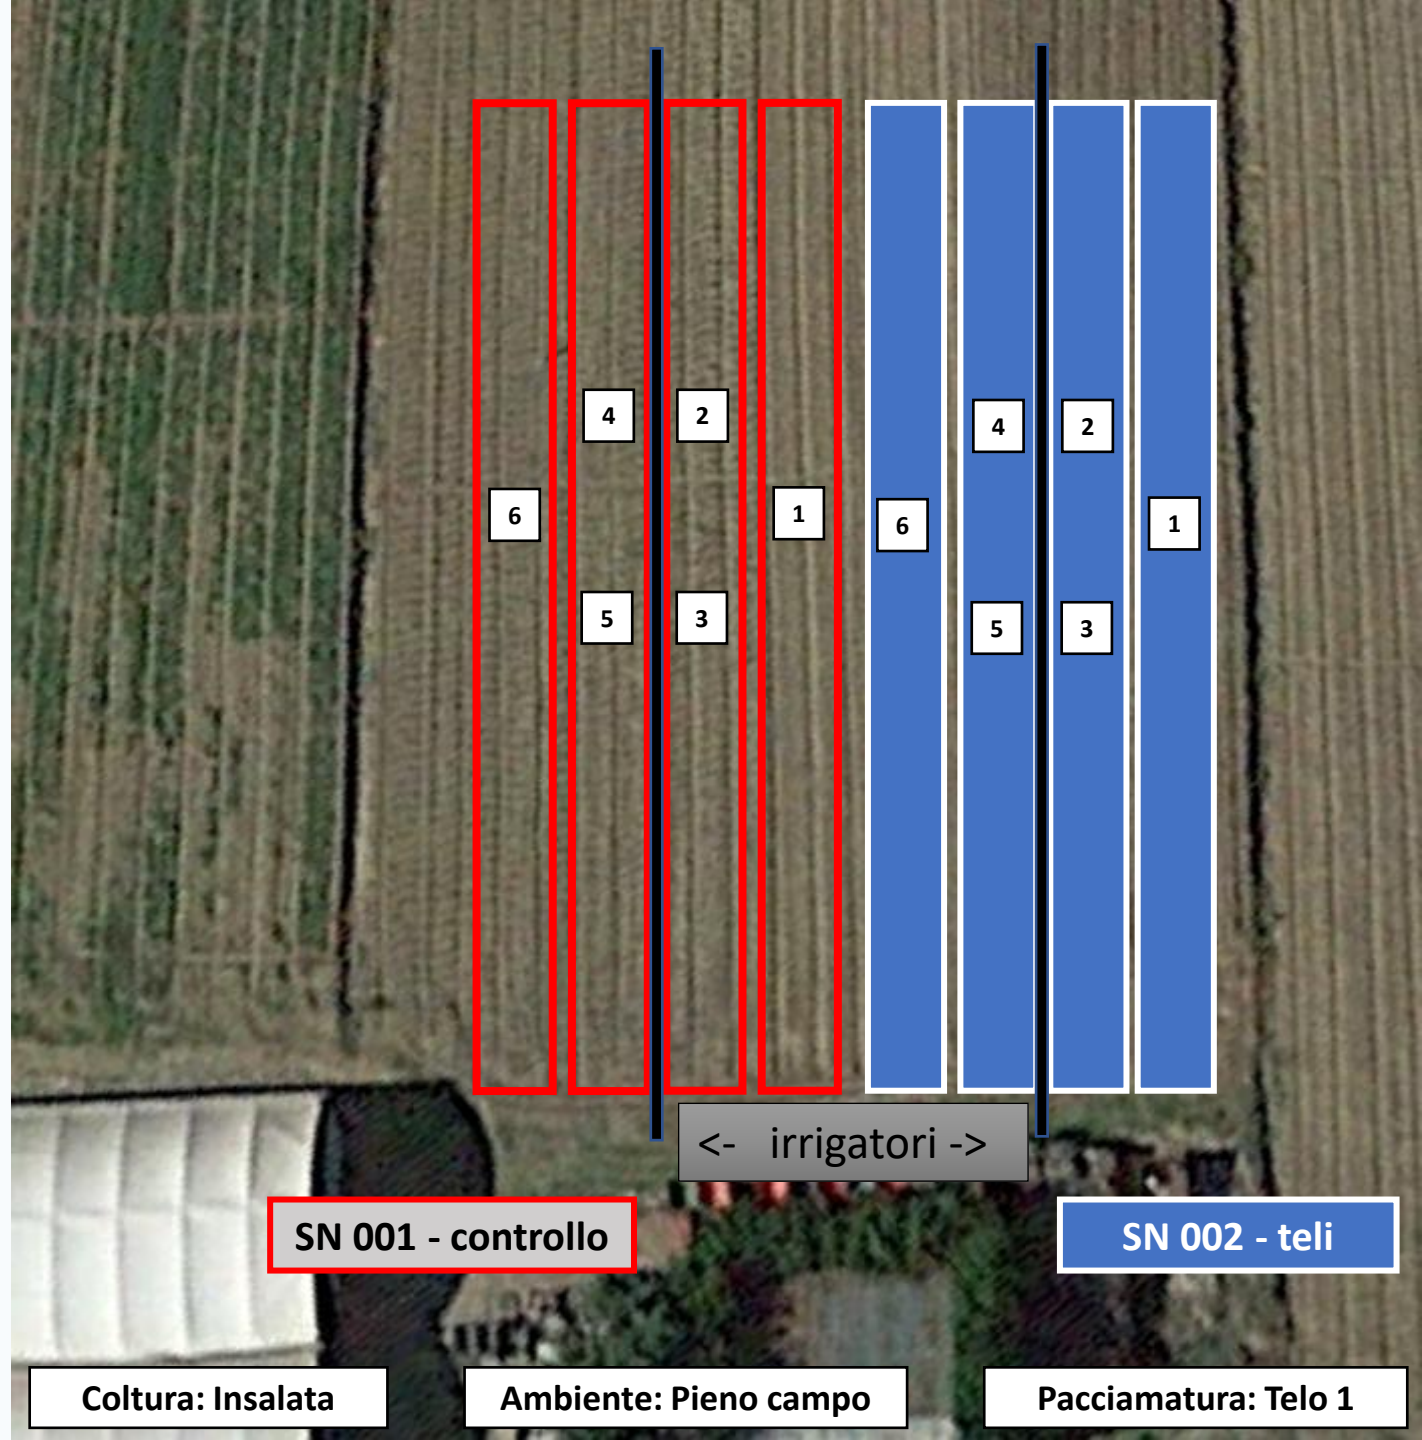 4 2 4 2
6 1 6 1
5 3 5 3
<- irrigatori ->
SN 001 - controllo
SN 002 - teli
Coltura: Insalata
Ambiente: Pieno campo
Pacciamatura: Telo 1